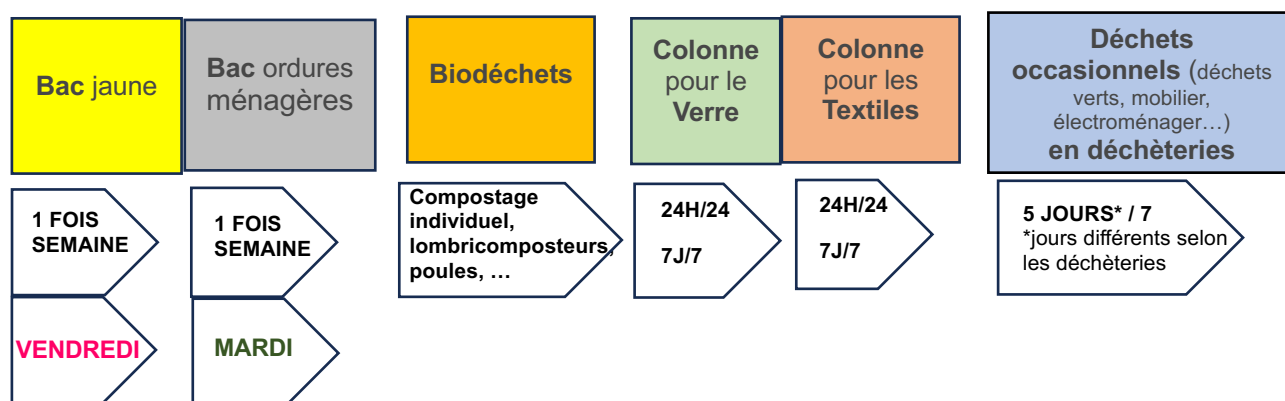 Bac jaune
Bac ordures
ménagères
Biodéchets
Colonne
pour le
Verre
Colonne
pour les
Textiles
Déchets
occasionnels (déchets
verts, mobilier,
électroménager…)
en déchèteries
1 FOIS
SEMAINE
1 FOIS
SEMAINE
Compostage
individuel,
lombricomposteurs,
poules, …
24H/24
7J/7
24H/24
7J/7
5 JOURS* / 7
*jours différents selon
les déchèteries
VENDREDI
MARDI